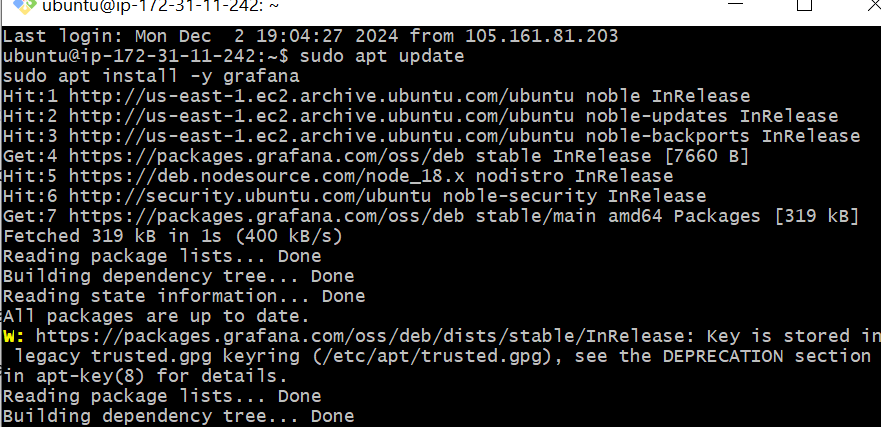 ubuntu@ip-172-31-11-242: ~
Last login: Mon Dec  2 19:04:27 2024 from 105.161.81.203
ubuntu@ip-172-31-11-242:~$ sudo apt update
sudo apt install -y grafana
Hit:1 http://us-east-1.ec2.archive.ubuntu.com/ubuntu noble InRelease
Hit:2 http://us-east-1.ec2.archive.ubuntu.com/ubuntu noble-updates InRelease
Hit:3 http://us-east-1.ec2.archive.ubuntu.com/ubuntu noble-backports InRelease
Get:4 https://packages.grafana.com/oss/deb stable InRelease [7660 B]
Hit:5 https://deb.nodesource.com/node_18.x nodistro InRelease
Hit:6 http://security.ubuntu.com/ubuntu noble-security InRelease
Get:7 https://packages.grafana.com/oss/deb stable/main amd64 Packages [319 kB]
Fetched 319 kB in 1s (400 kB/s)
Reading package lists... Done
Building dependency tree... Done
Reading state information... Done
All packages are up to date.
W: https://packages.grafana.com/oss/deb/dists/stable/InRelease: Key is stored in
 legacy trusted.gpg keyring (/etc/apt/trusted.gpg), see the DEPRECATION section
in apt-key(8) for details.
Reading package lists... Done
Building dependency tree... Done